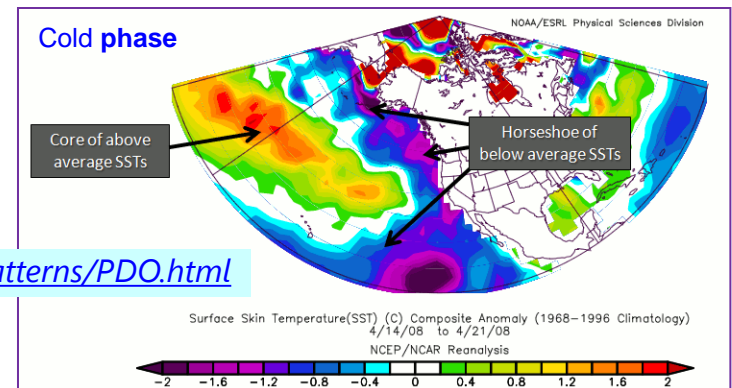 NOAA/ESRL Physical Sciences Division
Cold phase
Core of above
average SSTs
Horseshoe of
below average SSTs
atterns/PDO.html
Surface Skin Temperature(SST) (C) Composite Anomaly (1968-1996 Climatology)
4/14/08 to 4/21/08
NCEP/NCAR Reanalysis
-2 -1.6 -1.2 -0.8 -0.4 0 0.4 0.8 1.2 1.6 2